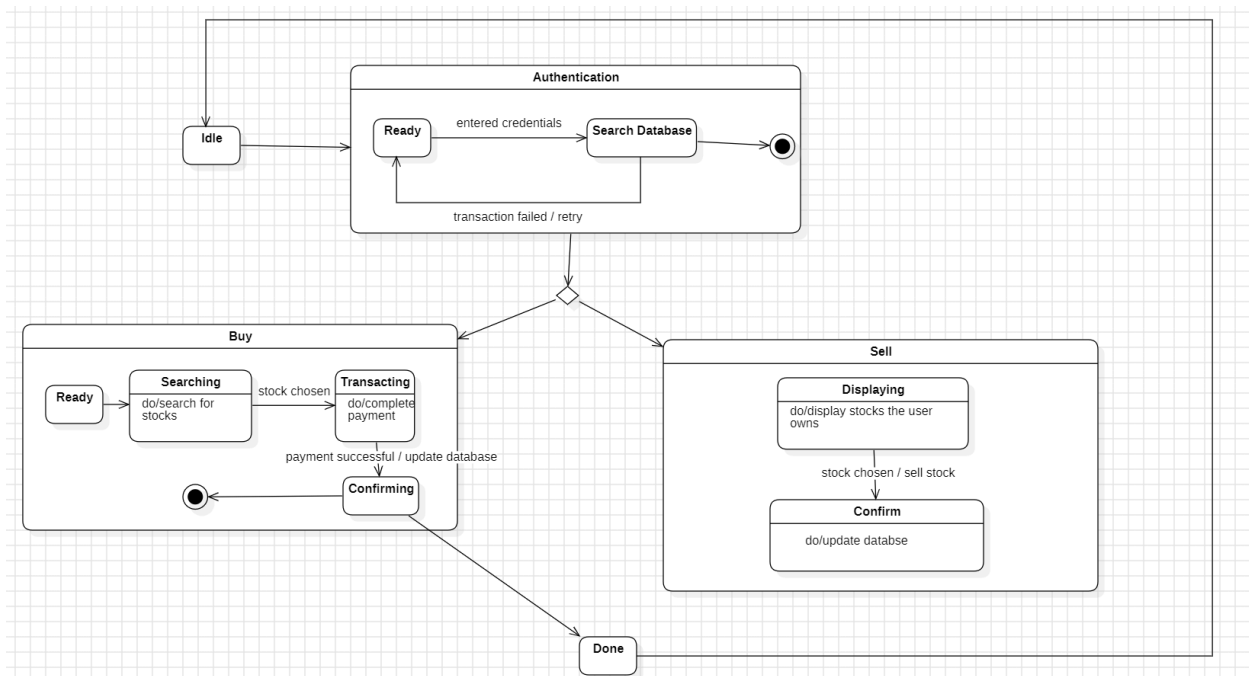 Authentication
Idle
Ready
entered credentials
Search Database
transaction failed / retry
Buy
Ready
Searching
do/search for
stocks
stock chosen
Transacting
do/complete
payment
payment successful / update database
Confirming
Sell
Displaying
do/display stocks the user
owns
stock chosen / sell stock
Confirm
do/update databse
Done